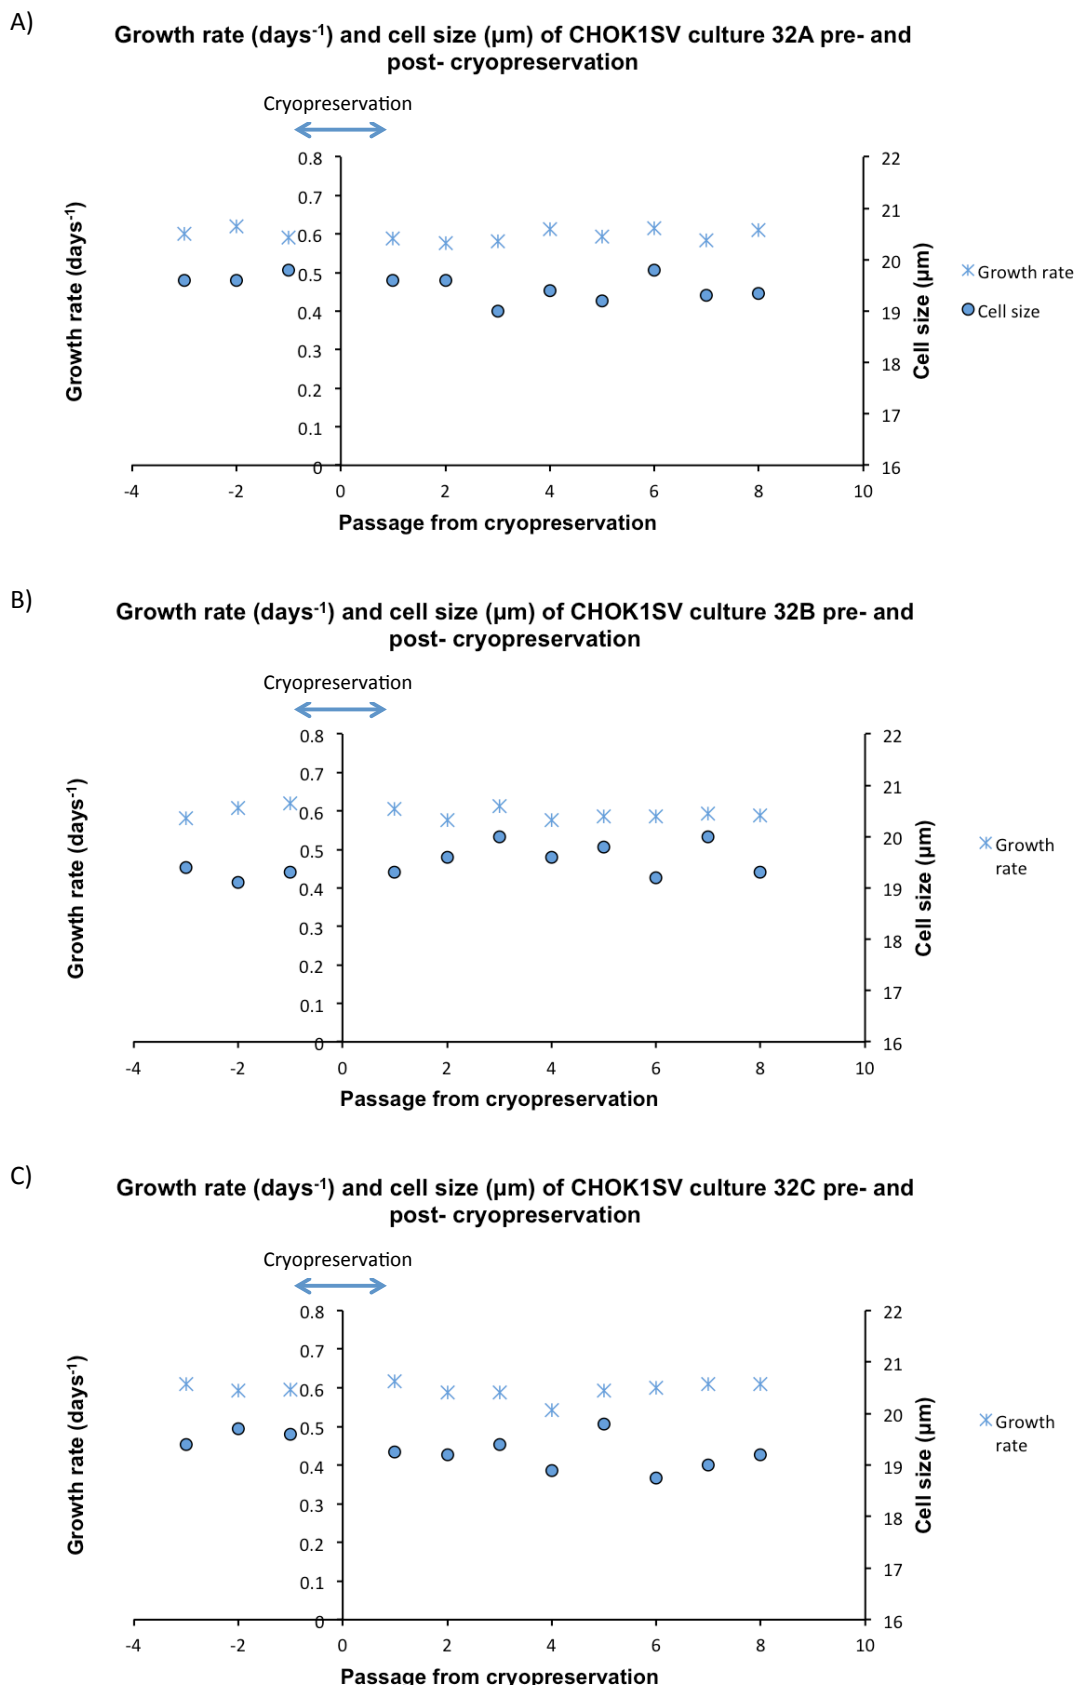 A)
Growth rate (days-1) and cell size (µm) of CHOK1SV culture 32A pre- and
post- cryopreservation
Cryopreservation
0.8
0.7
0.6
0.5
0.4
0.3
0.2
0.1
0
Growth rate (days-1)
22
21
20
19
18
17
16
Cell size (µm)
Growth rate
Cell size
-4 -2 0 2 4 6 8 10
Passage from cryopreservation
B)
Growth rate (days-1) and cell size (µm) of CHOK1SV culture 32B pre- and
post- cryopreservation
Cryopreservation
0.8
0.7
0.6
0.5
0.4
0.3
0.2
0.1
0
Growth rate (days-1)
22
21
20
19
18
17
16
Cell size (µm)
Growth
rate
-4 -2 0 2 4 6 8 10
Passage from cryopreservation
C)
Growth rate (days-1) and cell size (µm) of CHOK1SV culture 32C pre- and
post- cryopreservation
Cryopreservation
0.8
0.7
0.6
0.5
0.4
0.3
0.2
0.1
0
Growth rate (days-1)
22
21
20
19
18
17
16
Cell size (µm)
Growth
rate
-4 -2 0 2 4 6 8 10
Passage from cryopreservation